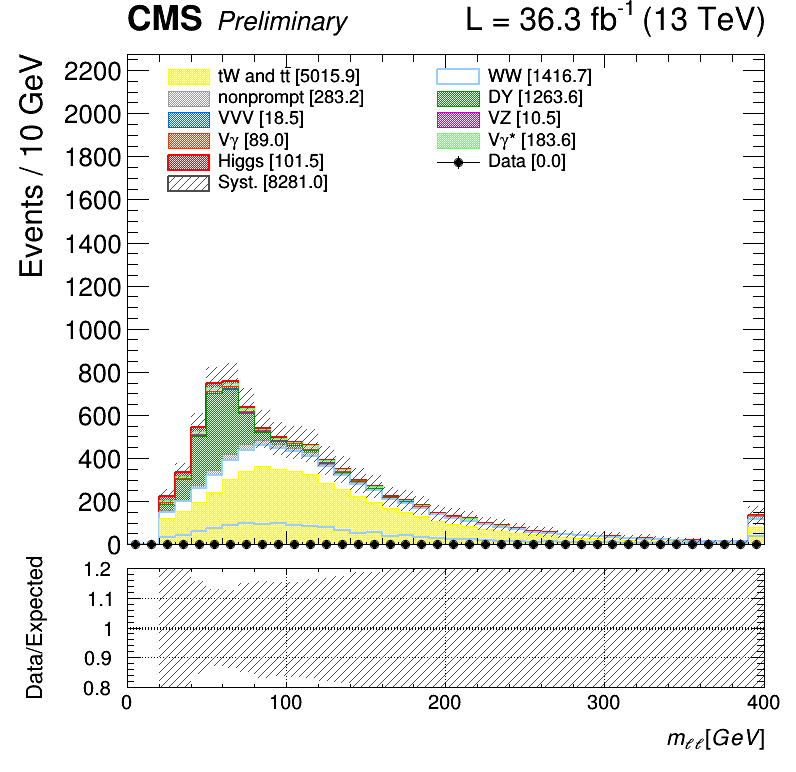 CMS Preliminary L = 36.3 fb⁻¹ (13 TeV)
Events / 10 GeV
2200
2000
1800
1600
1400
1200
1000
800
600
400
200
0
tW and tt̄ [5015.9]
nonprompt [283.2]
VVV [18.5]
Vγ [89.0]
Higgs [101.5]
Syst. [8281.0]
WW [1416.7]
DY [1263.6]
VZ [10.5]
Vγ* [183.6]
Data [0.0]
Data/Expected
1.2
1.1
1
0.9
0.8
0 100 200 300 400
m_ℓℓ[GeV]